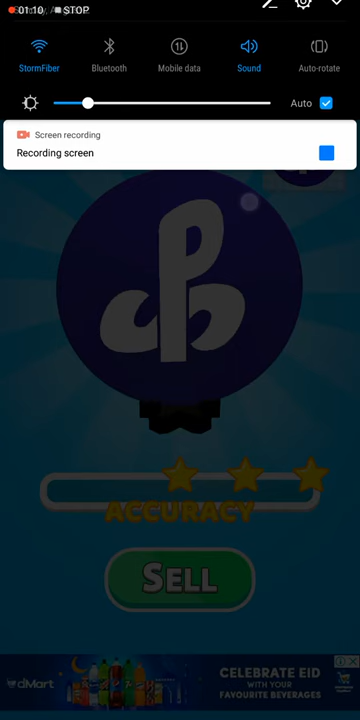 01:10 STOP
StormFiber
Bluetooth
Mobile data
Sound
Auto-rotate
Auto
Screen recording
Recording screen
ACCURACY
SELL
dMart
CELEBRATE EID
WITH YOUR
FAVOURITE BEVERAGES